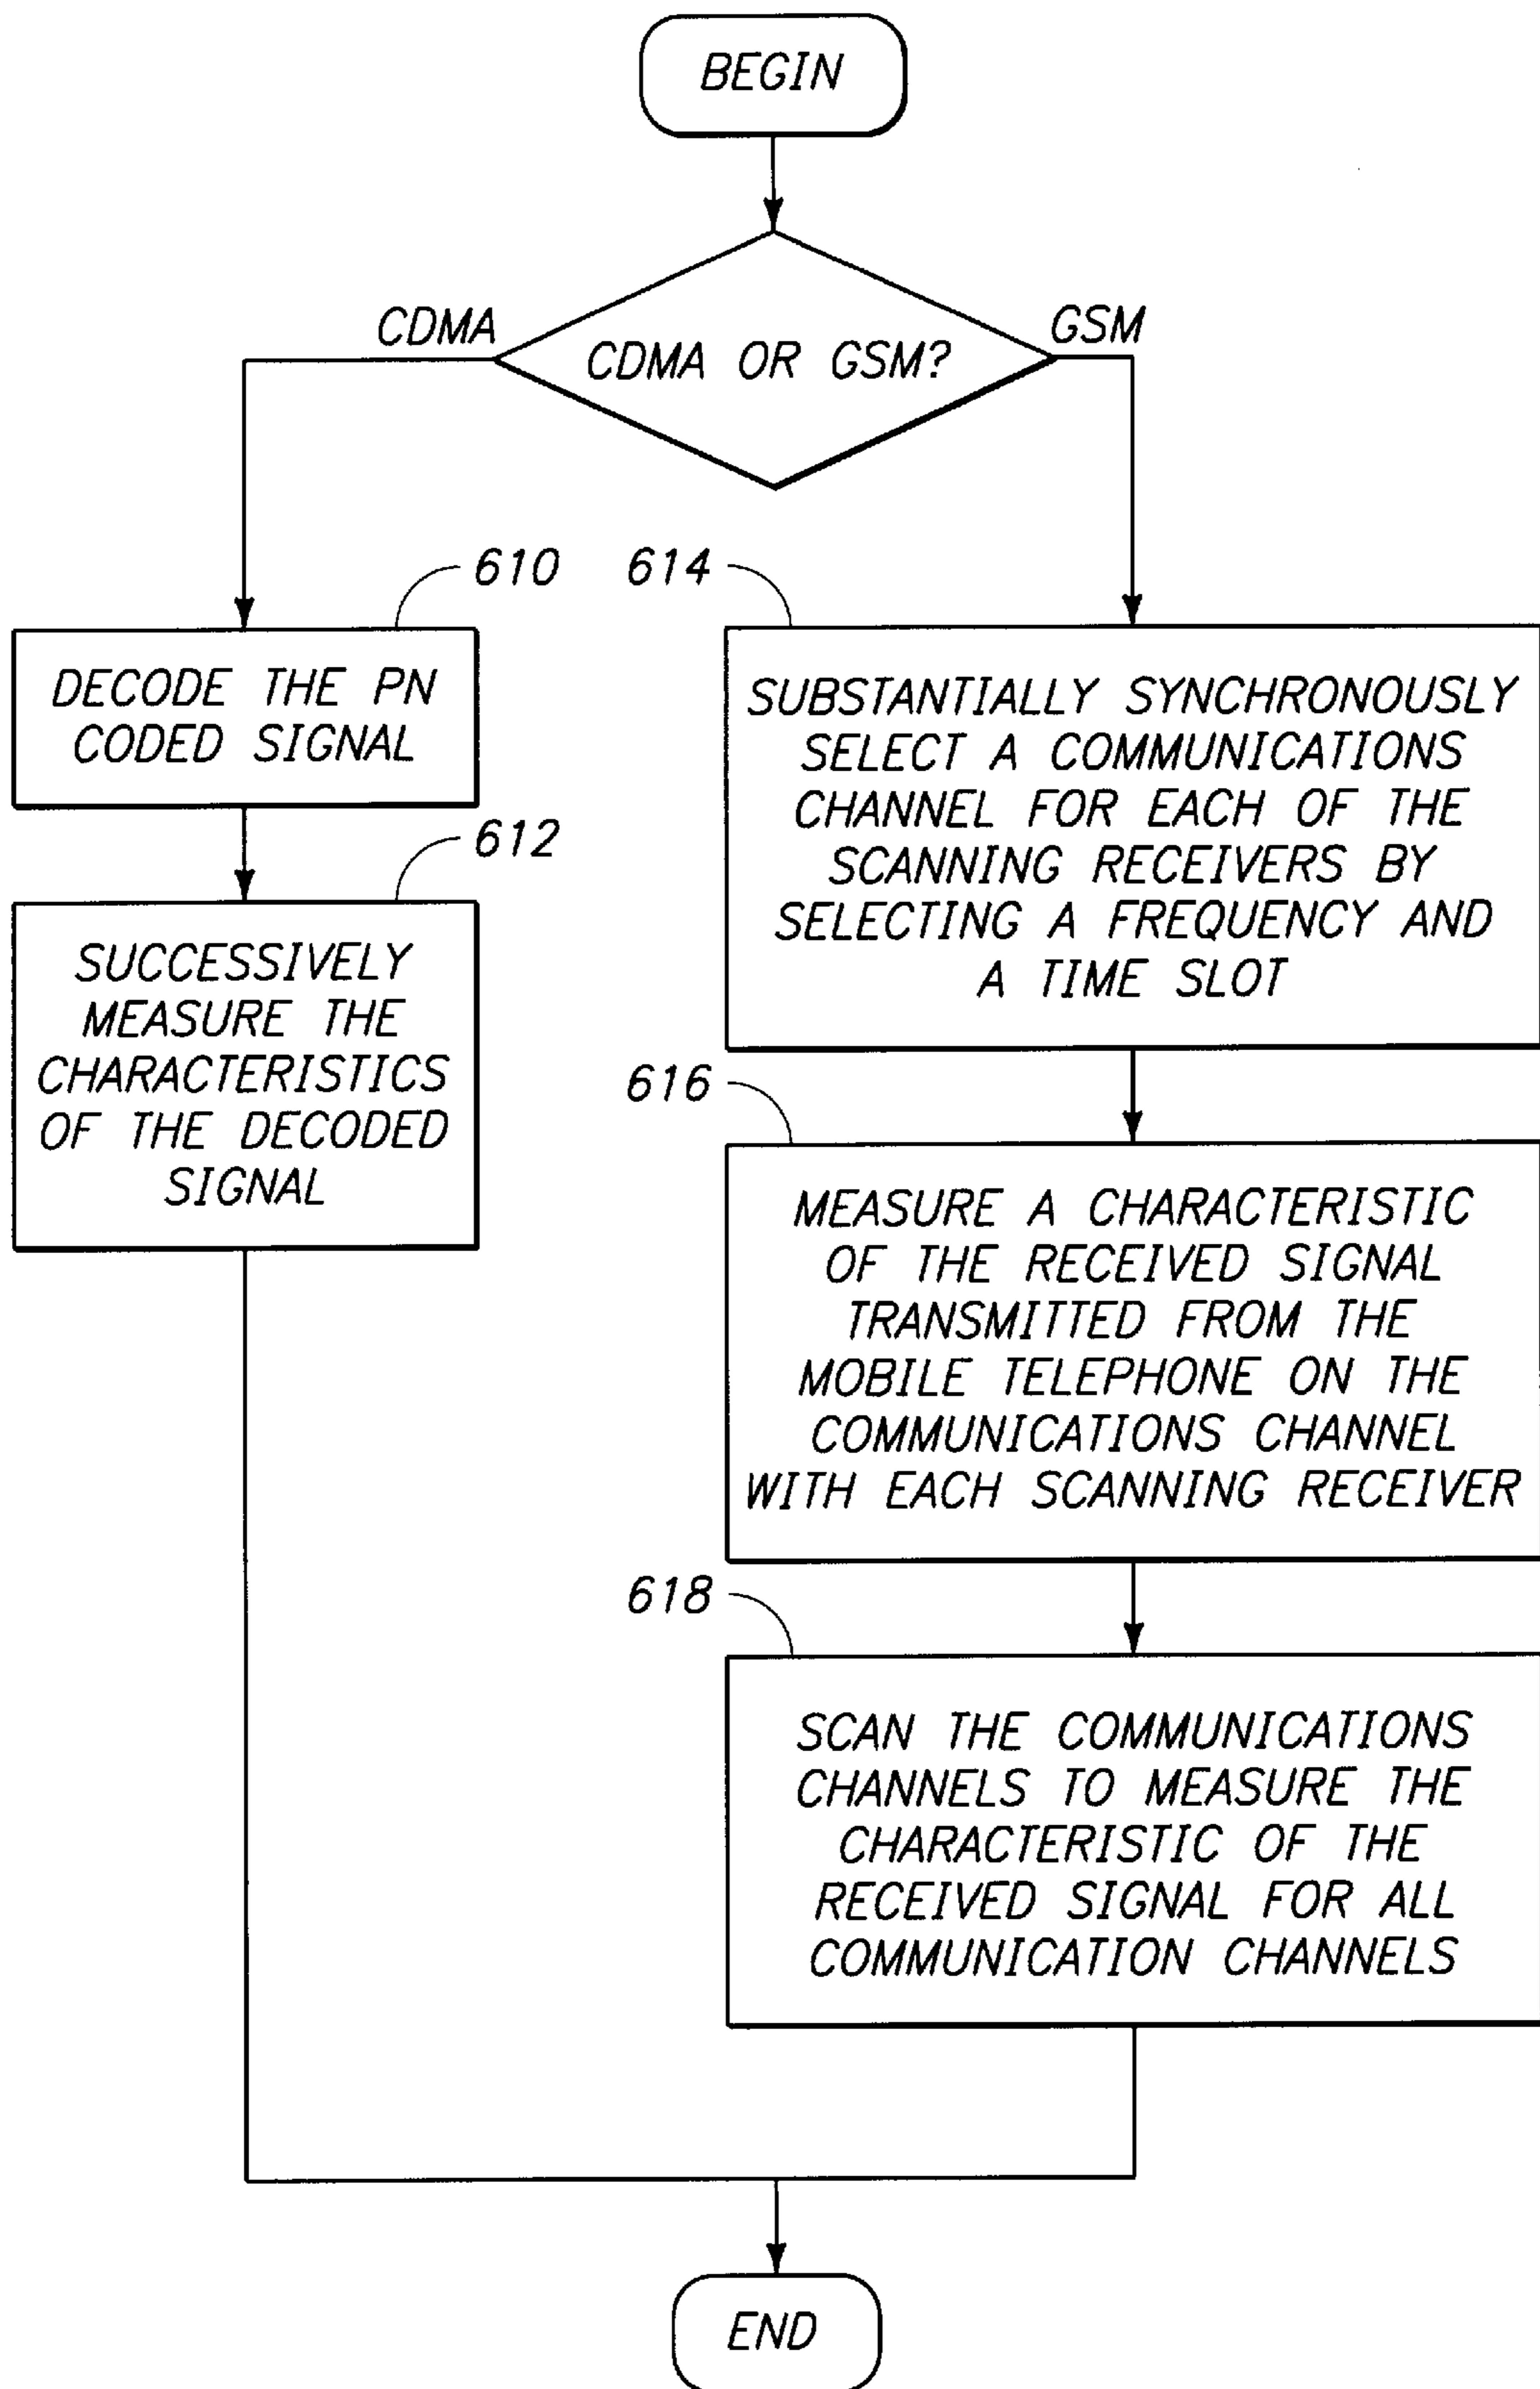 BEGIN
CDMA
GSM
CDMA OR GSM?
610
DECODE THE PN
CODED SIGNAL
612
SUCCESSIVELY
MEASURE THE
CHARACTERISTICS
OF THE DECODED
SIGNAL
614
SUBSTANTIALLY SYNCHRONOUSLY
SELECT A COMMUNICATIONS
CHANNEL FOR EACH OF THE
SCANNING RECEIVERS BY
SELECTING A FREQUENCY AND
A TIME SLOT
616
MEASURE A CHARACTERISTIC
OF THE RECEIVED SIGNAL
TRANSMITTED FROM THE
MOBILE TELEPHONE ON THE
COMMUNICATIONS CHANNEL
WITH EACH SCANNING RECEIVER
618
SCAN THE COMMUNICATIONS
CHANNELS TO MEASURE THE
CHARACTERISTIC OF THE
RECEIVED SIGNAL FOR ALL
COMMUNICATION CHANNELS
END